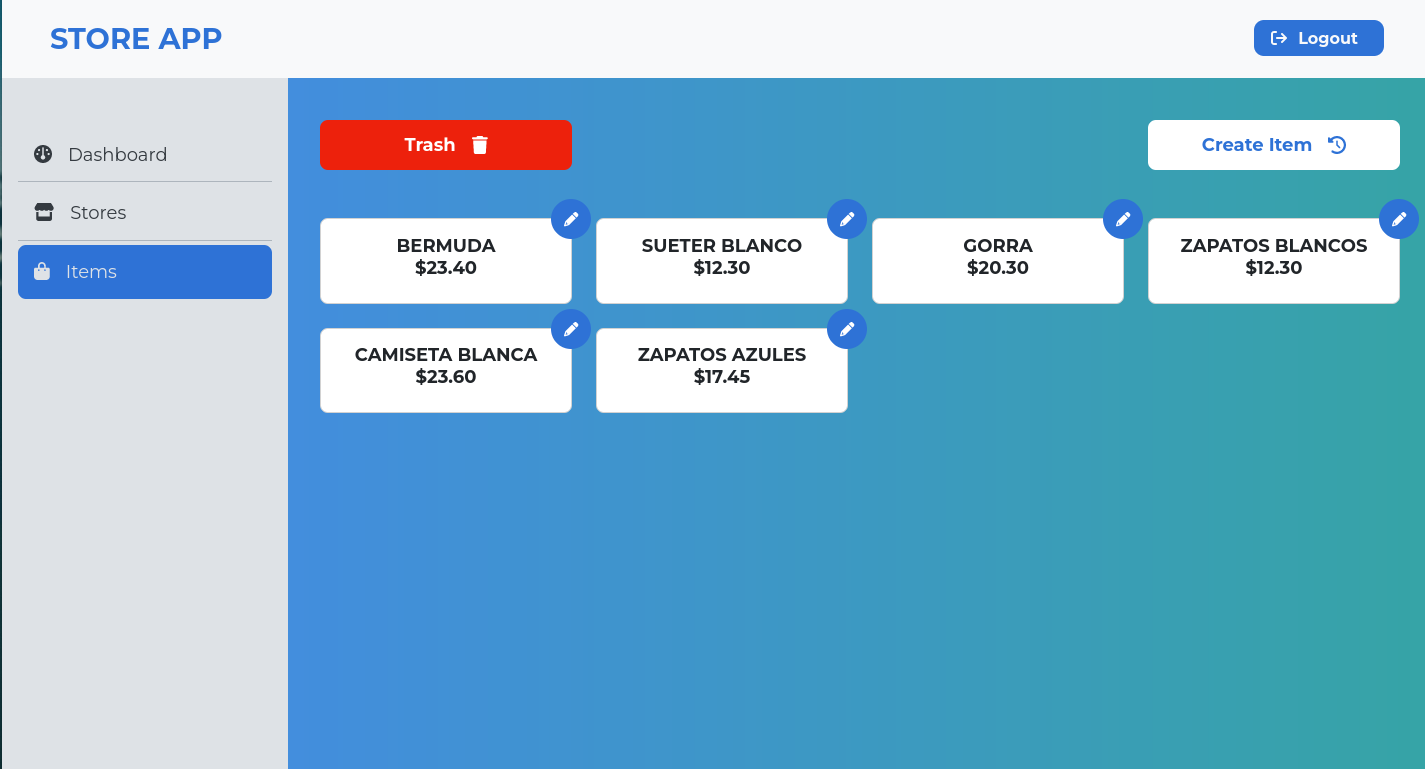 STORE APP
Logout
Dashboard
Stores
Items
Trash
Create Item
BERMUDA
$23.40
SUETER BLANCO
$12.30
GORRA
$20.30
ZAPATOS BLANCOS
$12.30
CAMISETA BLANCA
$23.60
ZAPATOS AZULES
$17.45